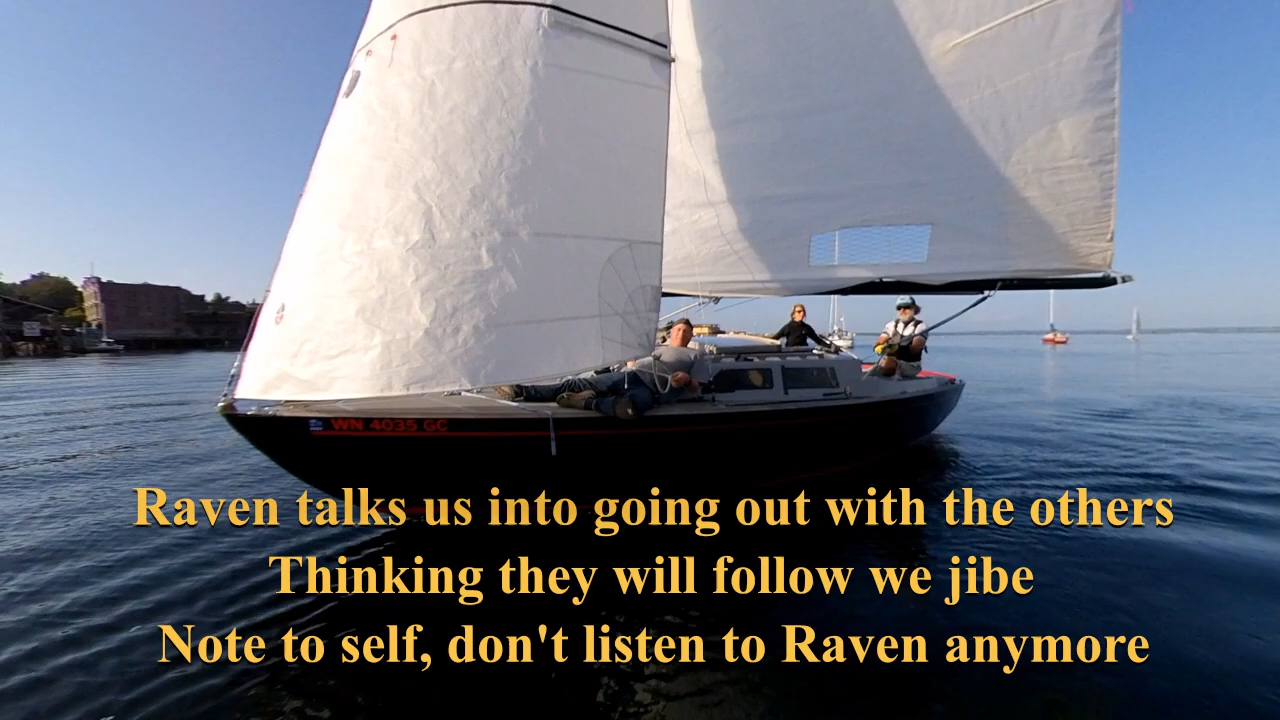 WN 4035 GC
Raven talks us into going out with the others
Thinking they will follow we jibe
Note to self, don't listen to Raven anymore